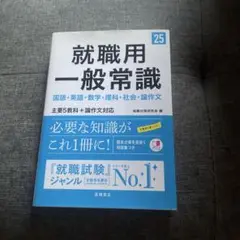 '25
就職用
一般常識
国語・英語・数学・理科・社会・論作文
主要5教科+論作文対応
必要な知識が
これ1冊に!
『就職試験』
ジャンル
No.1